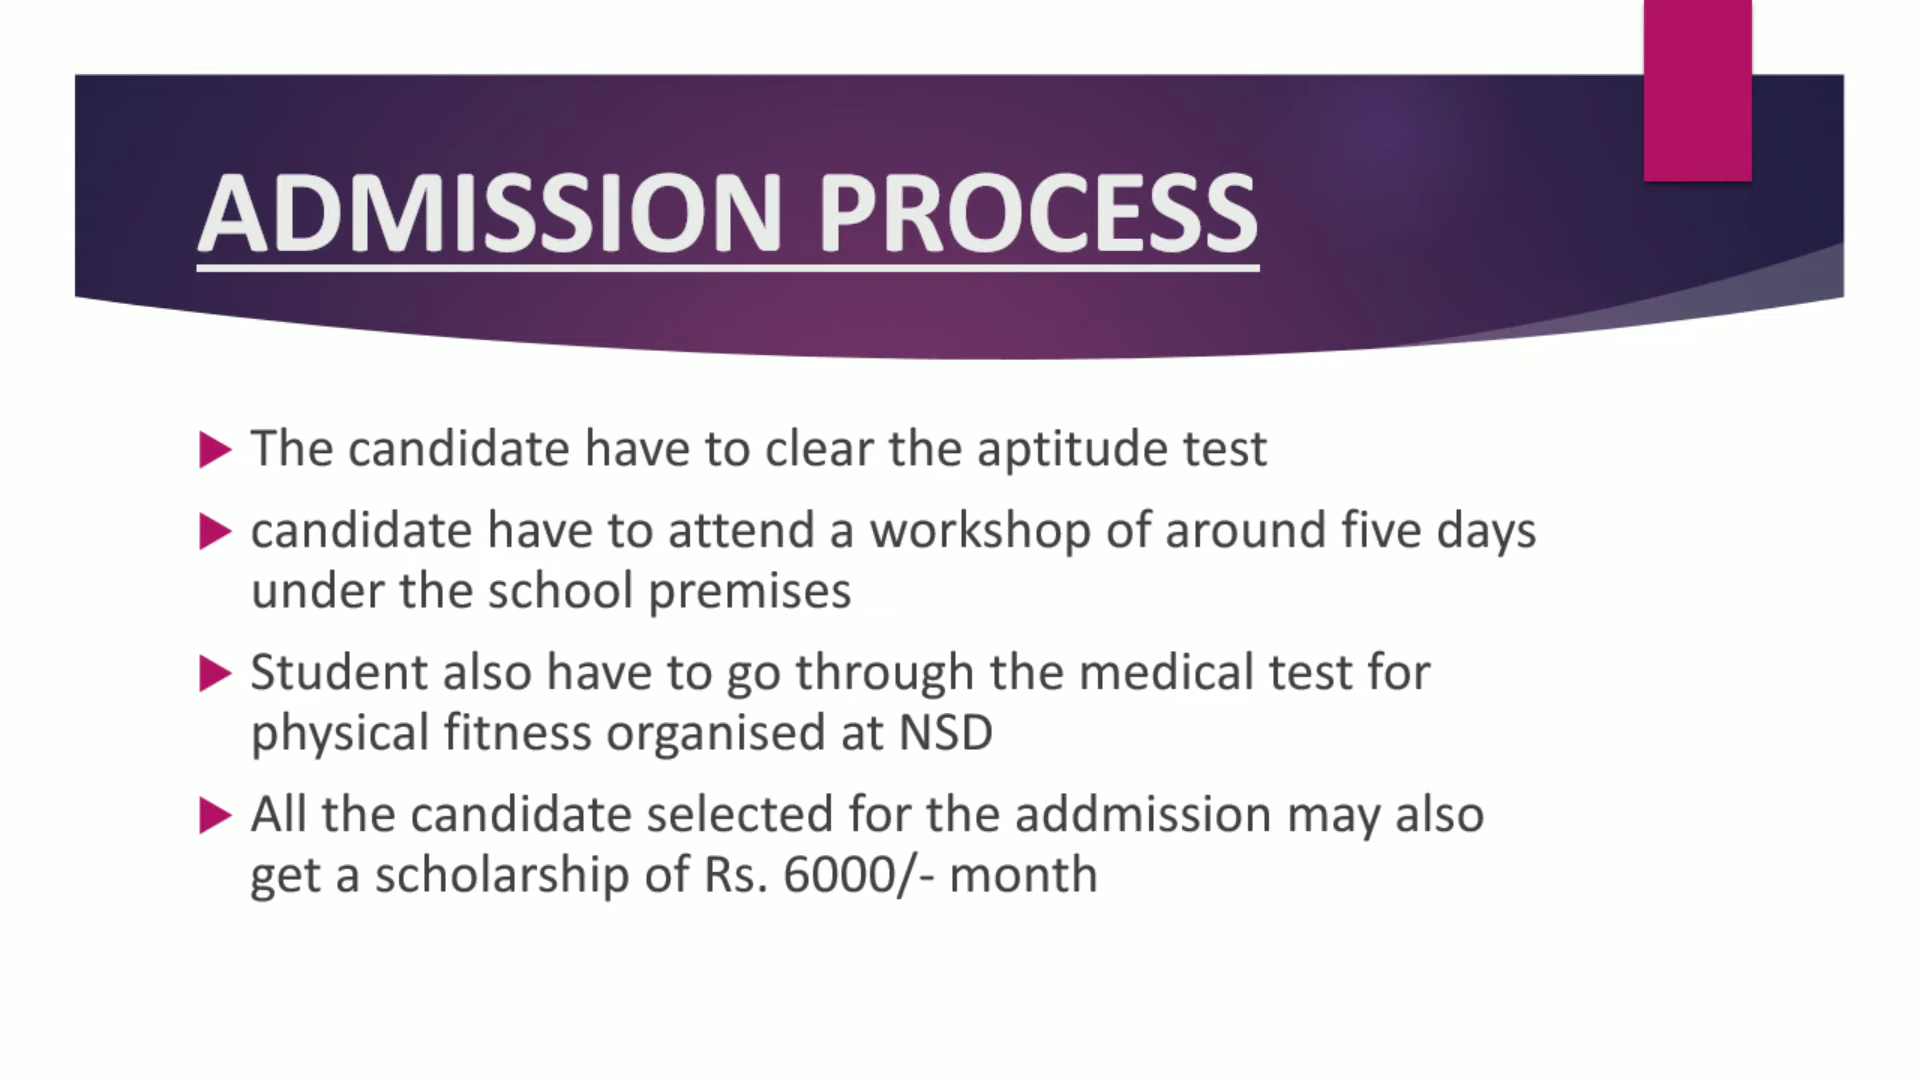 ADMISSION PROCESS
The candidate have to clear the aptitude test
candidate have to attend a workshop of around five days
under the school premises
Student also have to go through the medical test for
physical fitness organised at NSD
All the candidate selected for the addmission may also
get a scholarship of Rs. 6000/- month